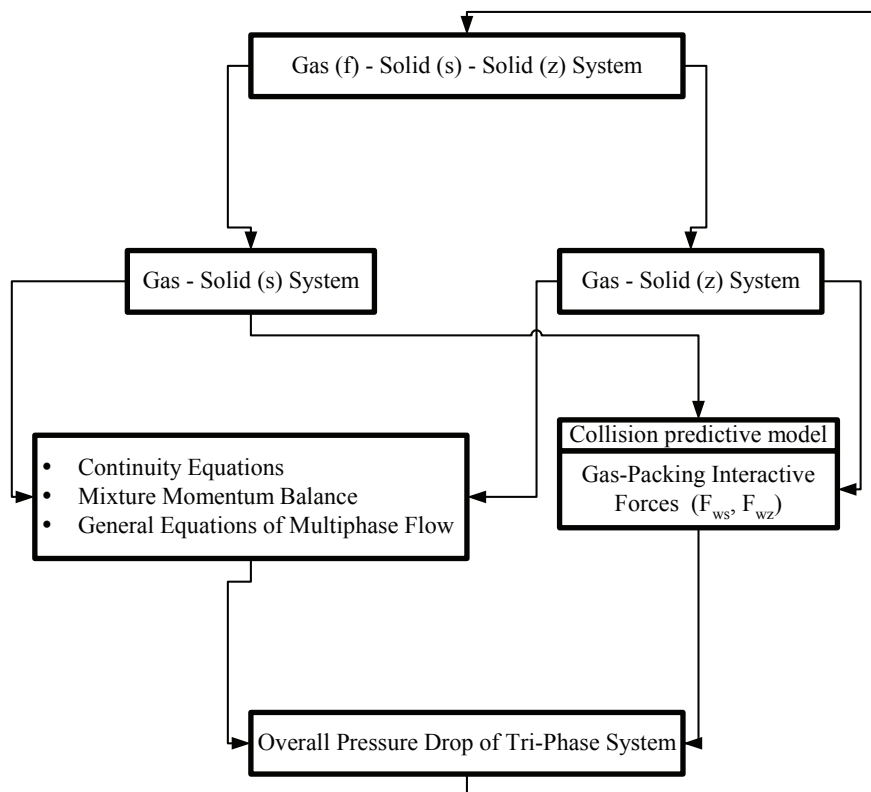 Gas (f) - Solid (s) - Solid (z) System
Gas - Solid (s) System
Gas - Solid (z) System
• Continuity Equations
• Mixture Momentum Balance
• General Equations of Multiphase Flow
Collision predictive model
Gas-Packing Interactive
Forces (Fws, Fwz)
Overall Pressure Drop of Tri-Phase System